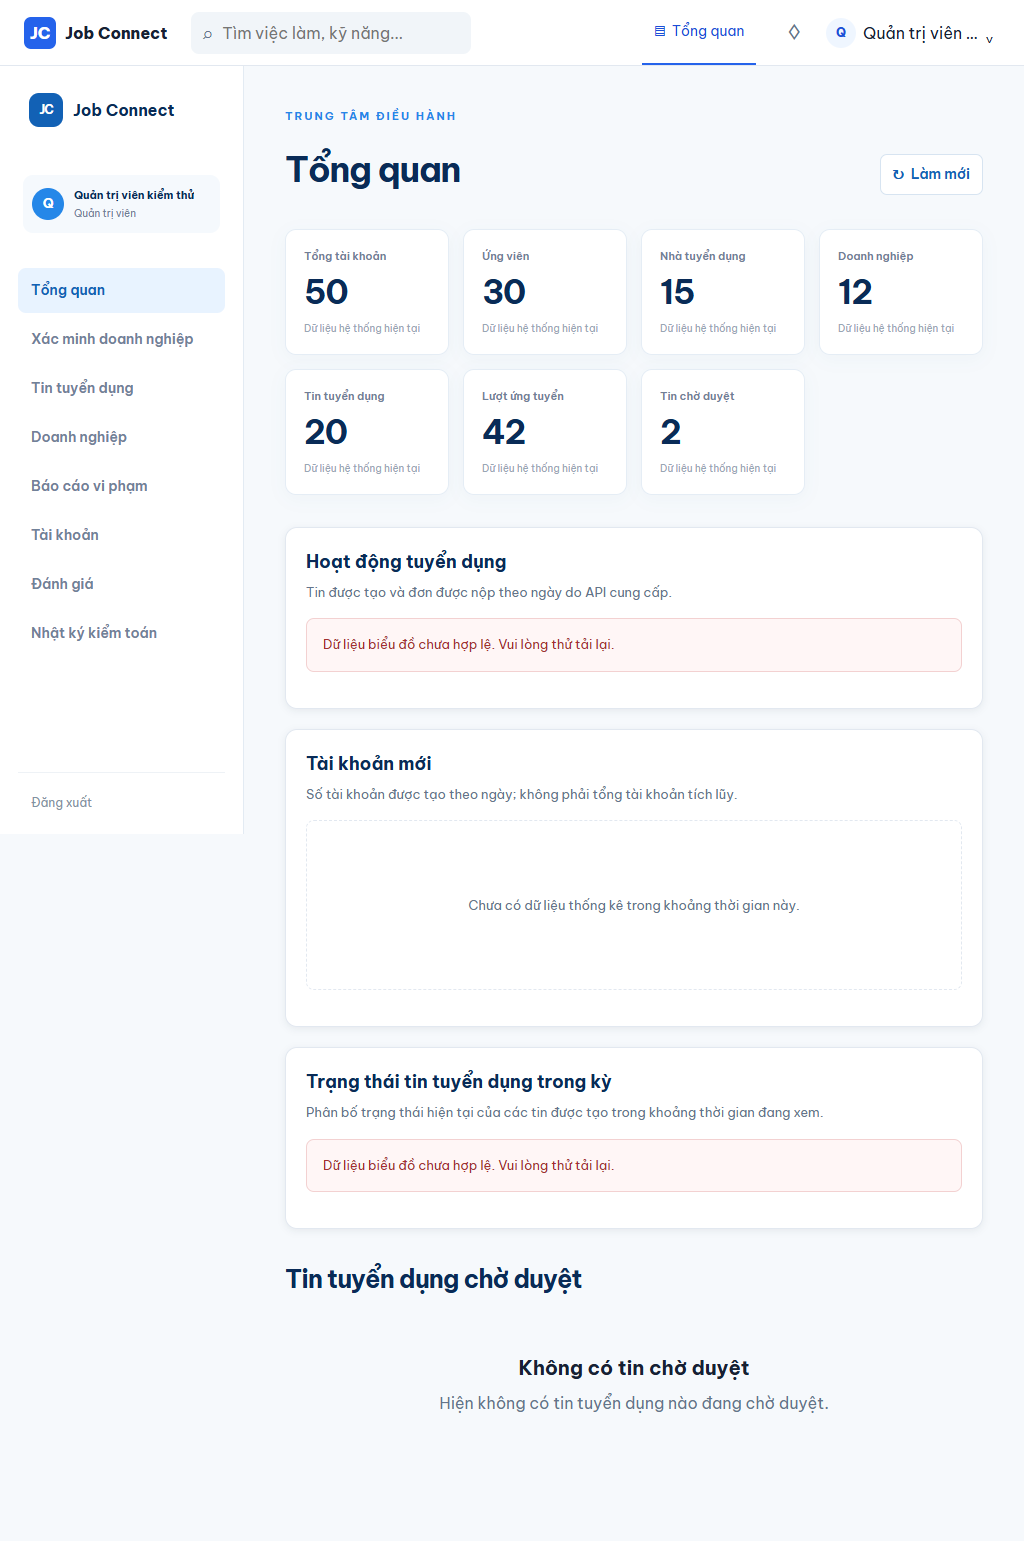 JC Job Connect
Tìm việc làm, kỹ năng...
Tổng quan
Q Quản trị viên ...
JC Job Connect
Q
Quản trị viên kiểm thử
Quản trị viên
Tổng quan
Xác minh doanh nghiệp
Tin tuyển dụng
Doanh nghiệp
Báo cáo vi phạm
Tài khoản
Đánh giá
Nhật ký kiểm toán
Đăng xuất
TRUNG TÂM ĐIỀU HÀNH
Tổng quan
↻ Làm mới
Tổng tài khoản
50
Dữ liệu hệ thống hiện tại
Ứng viên
30
Dữ liệu hệ thống hiện tại
Nhà tuyển dụng
15
Dữ liệu hệ thống hiện tại
Doanh nghiệp
12
Dữ liệu hệ thống hiện tại
Tin tuyển dụng
20
Dữ liệu hệ thống hiện tại
Lượt ứng tuyển
42
Dữ liệu hệ thống hiện tại
Tin chờ duyệt
2
Dữ liệu hệ thống hiện tại
Hoạt động tuyển dụng
Tin được tạo và đơn được nộp theo ngày do API cung cấp.
Dữ liệu biểu đồ chưa hợp lệ. Vui lòng thử tải lại.
Tài khoản mới
Số tài khoản được tạo theo ngày; không phải tổng tài khoản tích lũy.
Chưa có dữ liệu thống kê trong khoảng thời gian này.
Trạng thái tin tuyển dụng trong kỳ
Phân bố trạng thái hiện tại của các tin được tạo trong khoảng thời gian đang xem.
Dữ liệu biểu đồ chưa hợp lệ. Vui lòng thử tải lại.
Tin tuyển dụng chờ duyệt
Không có tin chờ duyệt
Hiện không có tin tuyển dụng nào đang chờ duyệt.